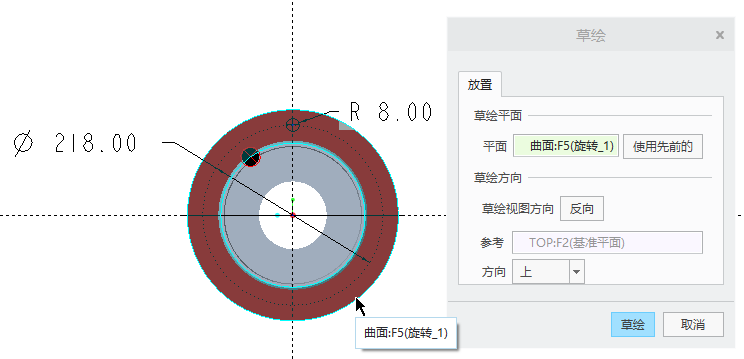 R 8.00
Ø 218.00
曲面:F5(旋转_1)
草绘
×
放置
草绘平面
平面 曲面:F5(旋转_1) 使用先前的
草绘方向
草绘视图方向 反向
参考 TOP:F2(基准平面)
方向 上
草绘 取消